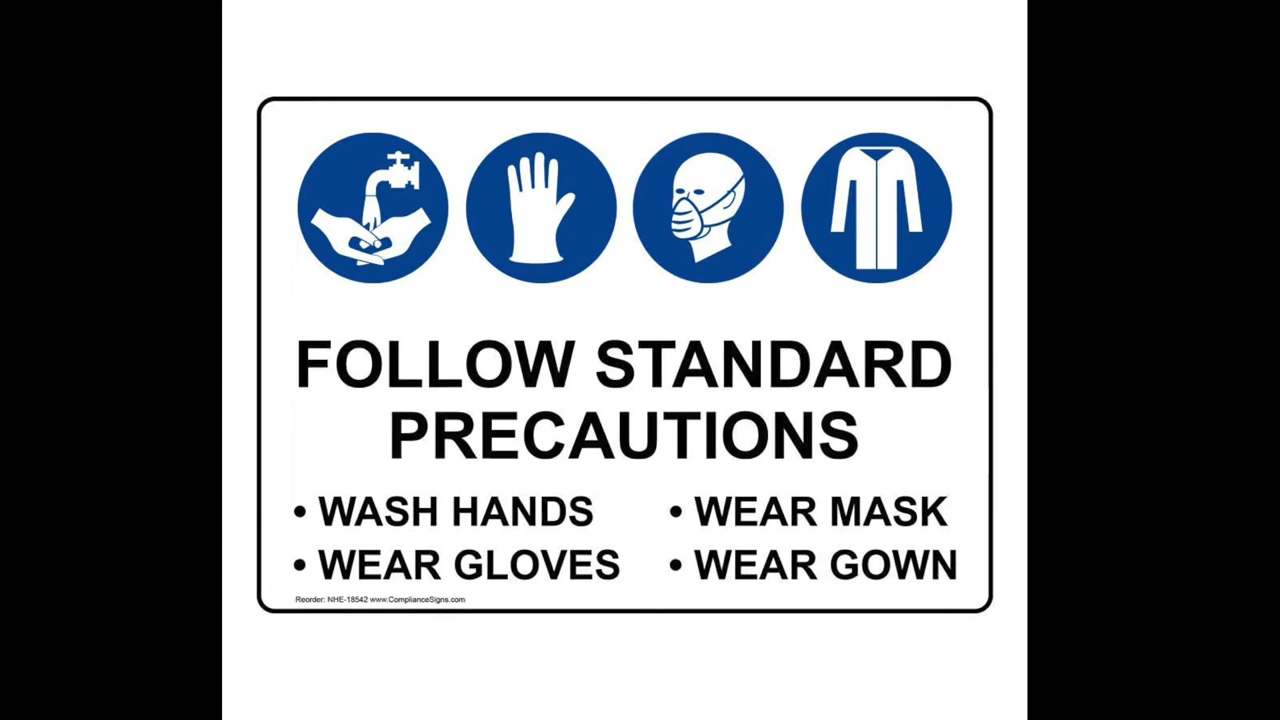 FOLLOW STANDARD
PRECAUTIONS
• WASH HANDS
• WEAR GLOVES
• WEAR MASK
• WEAR GOWN
Reorder: NHE-18542 www.ComplianceSigns.com